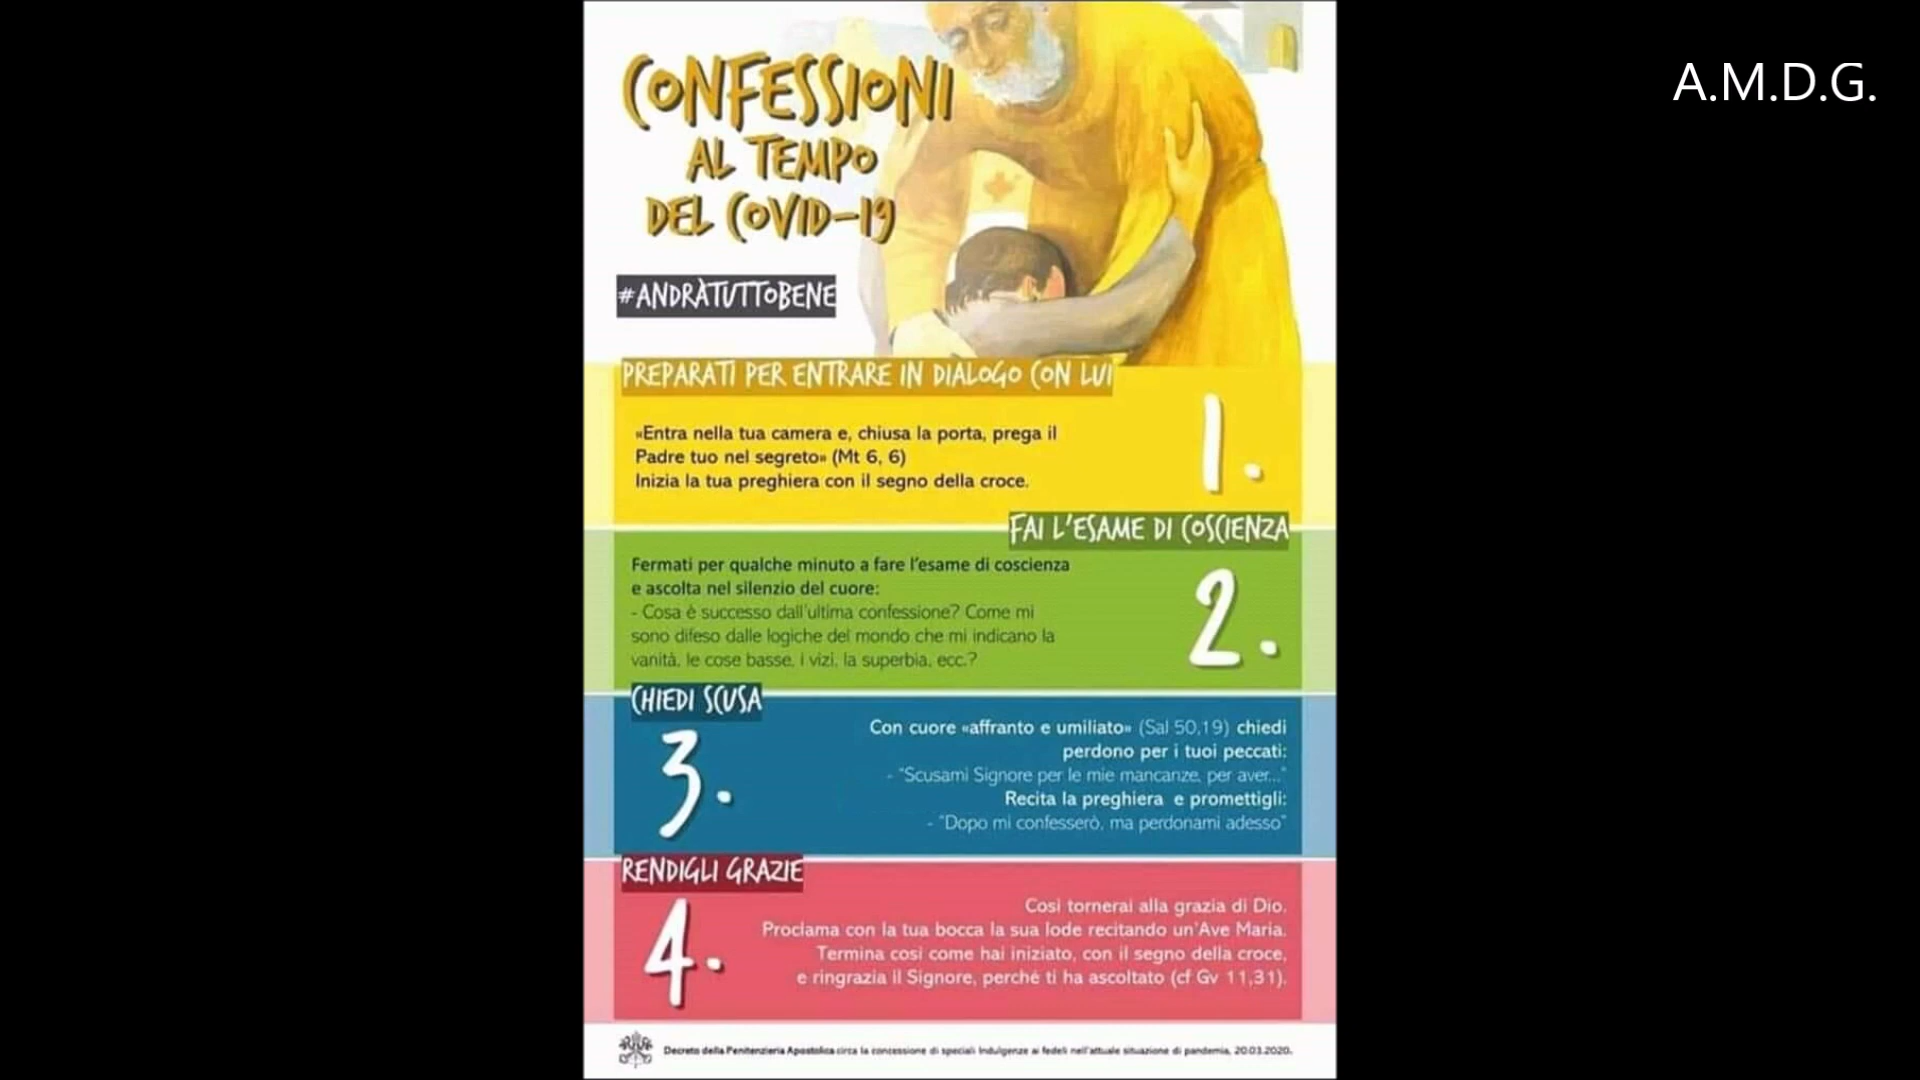 A.M.D.G.
CONFESSIONI
AL TEMPO
DEL COVID-19
#ANDRÀTUTTOBENE
PREPARATI PER ENTRARE IN DIALOGO CON LUI
«Entra nella tua camera e, chiusa la porta, prega il
Padre tuo nel segreto» (Mt 6, 6)
Inizia la tua preghiera con il segno della croce.
1.
FAI L'ESAME DI COSCIENZA
Fermati per qualche minuto a fare l'esame di coscienza
e ascolta nel silenzio del cuore:
- Cosa è successo dall'ultima confessione? Come mi
sono difeso dalle logiche del mondo che mi indicano la
vanità, le cose basse, i vizi, la superbia, ecc.?
2.
CHIEDI SCUSA
3.
Con cuore «affranto e umiliato» (Sal 50,19) chiedi
perdono per i tuoi peccati:
- "Scusami Signore per le mie mancanze, per aver..."
Recita la preghiera e promettigli:
- "Dopo mi confesserò, ma perdonami adesso"
RENDIGLI GRAZIE
4.
Così tornerai alla grazia di Dio.
Proclama con la tua bocca la sua lode recitando un'Ave Maria.
Termina così come hai iniziato, con il segno della croce,
e ringrazia il Signore, perché ti ha ascoltato (cf Gv 11,31).
Decreto della Penitenzieria Apostolica circa la concessione di speciali Indulgenze ai fedeli nell'attuale situazione di pandemia, 20.03.2020.